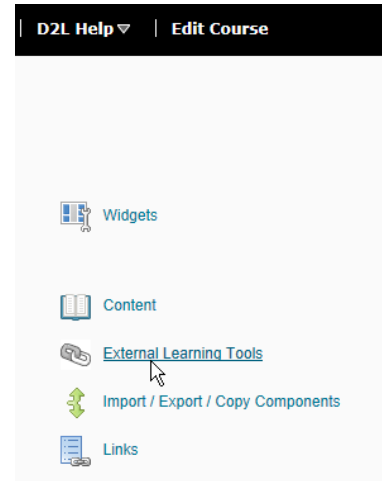 D2L Help Edit Course
Widgets
Content
External Learning Tools
Import / Export / Copy Components
Links